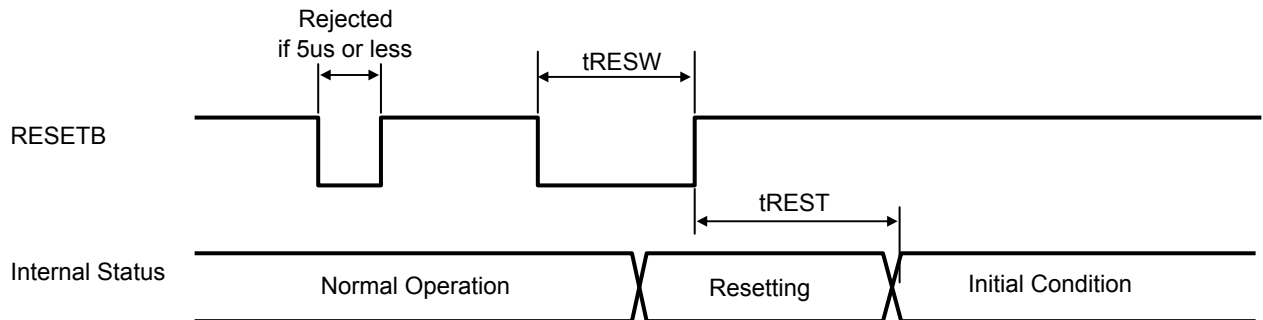 Rejected
if 5us or less
tRESW
RESETB
tREST
Internal Status
Normal Operation
Resetting
Initial Condition